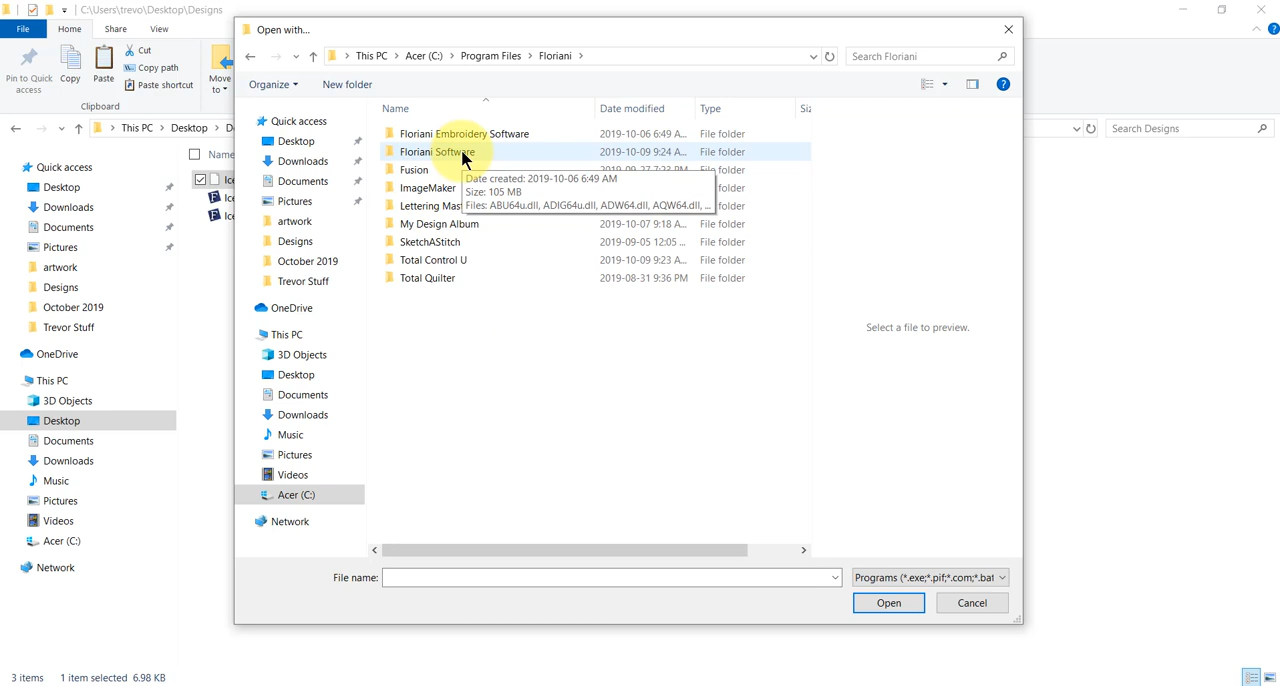 C:\Users\trevo\Desktop\Designs
File Home Share View
Pin to Quick access
Copy
Paste
Cut
Copy path
Paste shortcut
Move to
Clipboard
This PC Desktop
Search Designs
Quick access
Desktop
Downloads
Documents
Pictures
artwork
Designs
October 2019
Trevor Stuff
OneDrive
This PC
3D Objects
Desktop
Documents
Downloads
Music
Pictures
Videos
Acer (C:)
Network
3 items 1 item selected 6.98 KB
Name
Open with...
This PC Acer (C:) Program Files Floriani
Search Floriani
Organize New folder
Quick access
Desktop
Downloads
Documents
Pictures
artwork
Designs
October 2019
Trevor Stuff
OneDrive
This PC
3D Objects
Desktop
Documents
Downloads
Music
Pictures
Videos
Acer (C:)
Network
Name Date modified Type
Floriani Embroidery Software 2019-10-06 6:49 A... File folder
Floriani Software 2019-10-09 9:24 A... File folder
Fusion 2019-09-27 7:23 PM File folder
ImageMaker
Lettering
My Design Album 2019-10-07 9:18 A... File folder
SketchAStitch 2019-09-05 12:05 ... File folder
Total Control U 2019-10-09 9:23 A... File folder
Total Quilter 2019-08-31 9:36 PM File folder
Date created: 2019-10-06 6:49 AM
Size: 105 MB
Files: ABU64u.dll, ADIG64u.dll, ADW64.dll, AQW64.dll, ...
Select a file to preview.
File name:
Programs (*.exe;*.pif;*.com;*.bat
Open Cancel